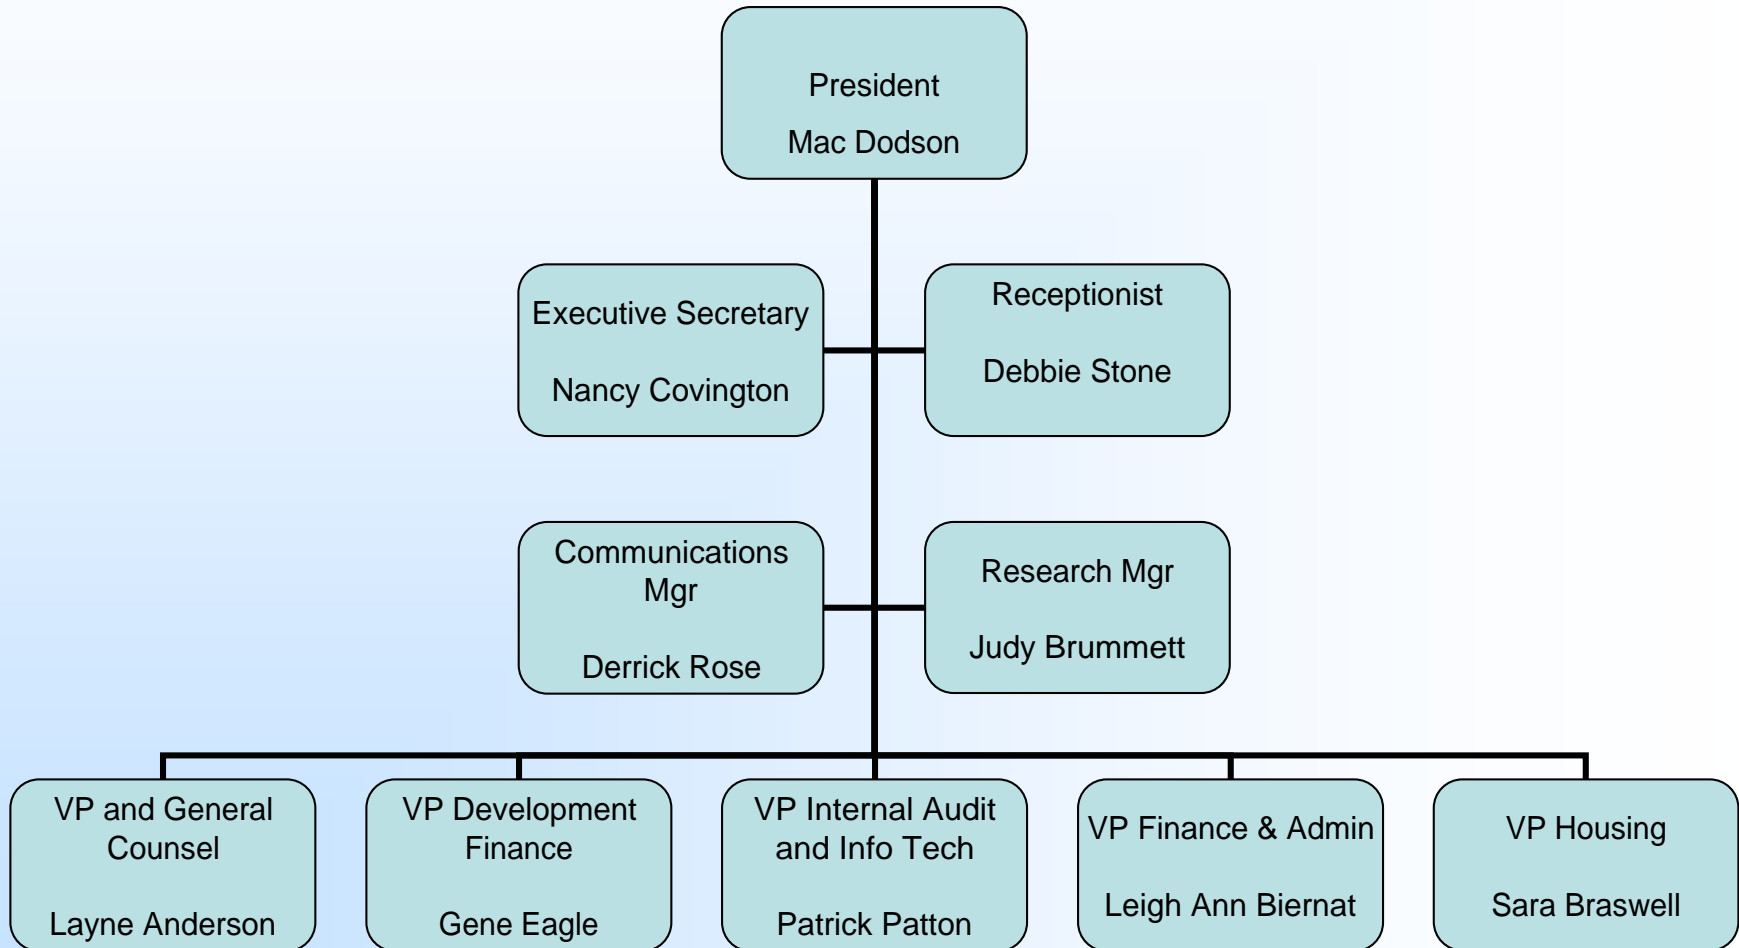 President
Mac Dodson
Executive Secretary
Nancy Covington
Receptionist
Debbie Stone
Communications
Mgr
Derrick Rose
Research Mgr
Judy Brummett
VP and General
Counsel
Layne Anderson
VP Development
Finance
Gene Eagle
VP Internal Audit
and Info Tech
Patrick Patton
VP Finance & Admin
Leigh Ann Biernat
VP Housing
Sara Braswell